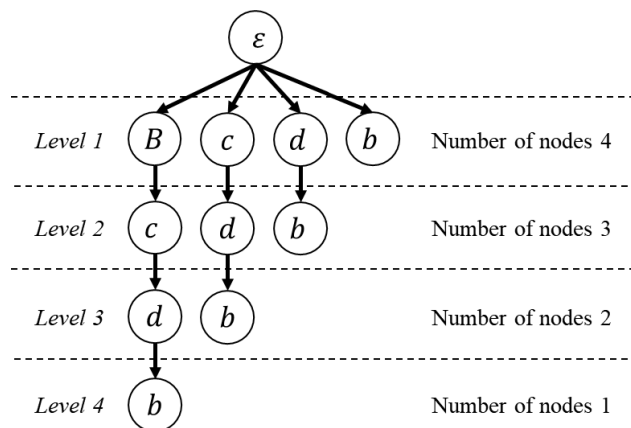 ε
Level 1 B c d b Number of nodes 4
Level 2 c d b Number of nodes 3
Level 3 d b Number of nodes 2
Level 4 b Number of nodes 1